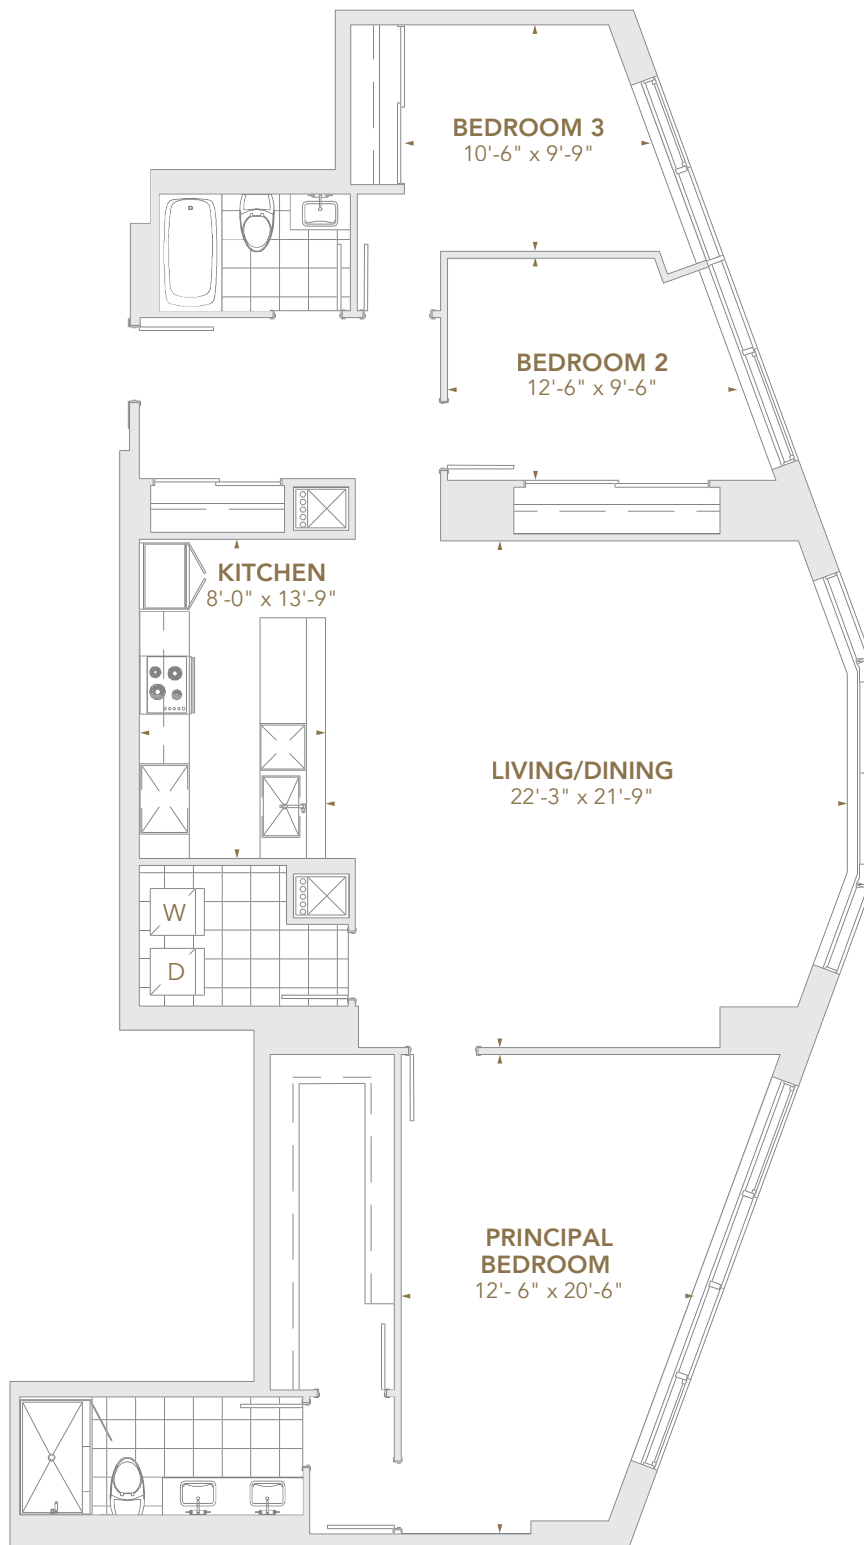 BEDROOM 3
10'-6" x 9'-9"
BEDROOM 2
12'-6" x 9'-6"
KITCHEN
8'-0" x 13'-9"
LIVING/DINING
22'-3" x 21'-9"
W
D
PRINCIPAL
BEDROOM
12'- 6" x 20'-6"